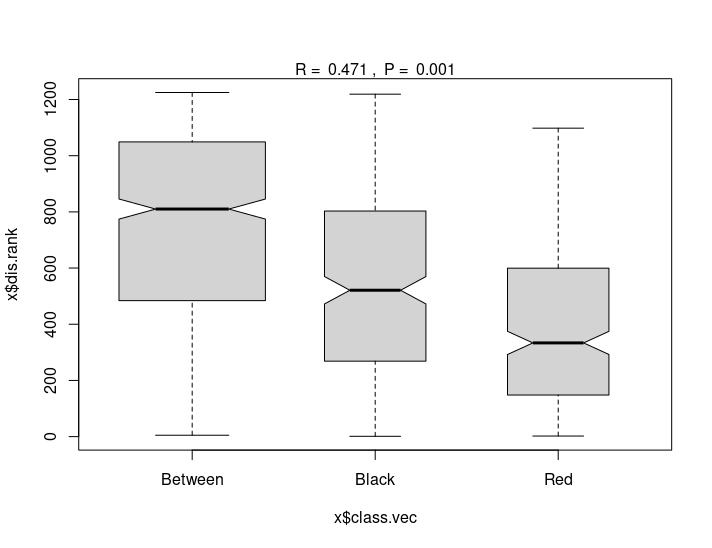 R = 0.471 , P = 0.001
x$dis.rank
1200
1000
800
600
400
200
0
Between Black Red
x$class.vec